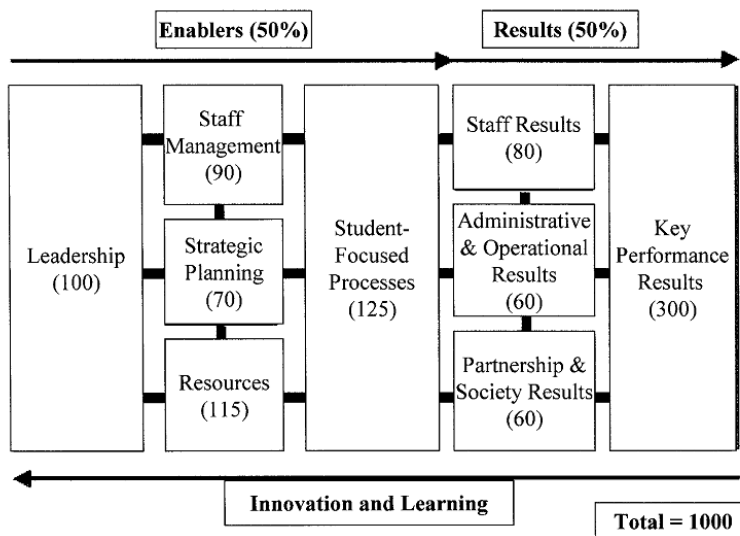 Enablers (50%)
Results (50%)
Leadership
(100)
Staff
Management
(90)
Strategic
Planning
(70)
Resources
(115)
Student-
Focused
Processes
(125)
Staff Results
(80)
Administrative
& Operational
Results
(60)
Partnership &
Society Results
(60)
Key
Performance
Results
(300)
Innovation and Learning
Total = 1000